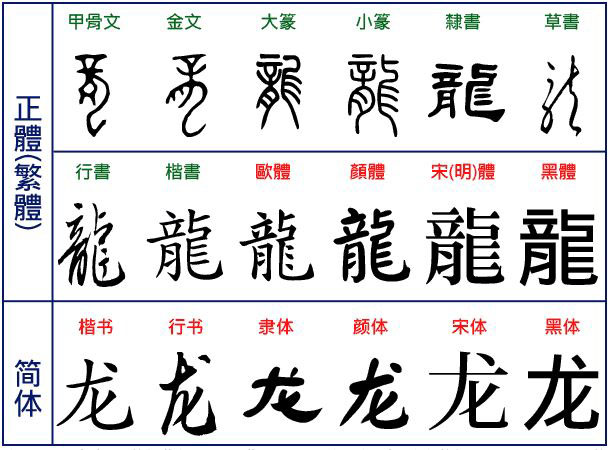 正體(繁體)
甲骨文 金文 大篆 小篆 隸書 草書
龍 龍 龍 龍 龍 龍
行書 楷書 歐體 顏體 宋(明)體 黑體
龍 龍 龍 龍 龍 龍
简体
楷书 行书 隶体 颜体 宋体 黑体
龙 龙 龙 龙 龙 龙